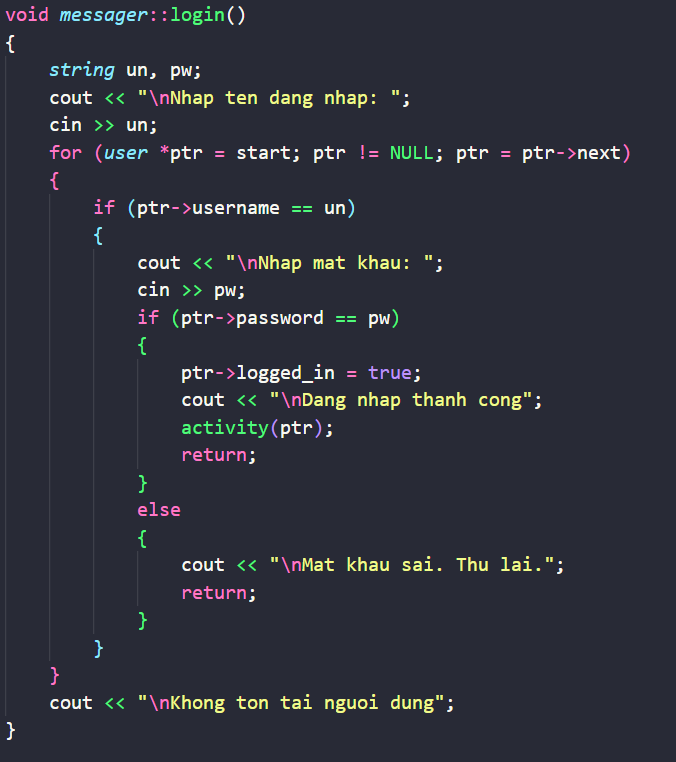 void messager::login()
{
    string un, pw;
    cout << "\nNhap ten dang nhap: ";
    cin >> un;
    for (user *ptr = start; ptr != NULL; ptr = ptr->next)
    {
        if (ptr->username == un)
        {
            cout << "\nNhap mat khau: ";
            cin >> pw;
            if (ptr->password == pw)
            {
                ptr->logged_in = true;
                cout << "\nDang nhap thanh cong";
                activity(ptr);
                return;
            }
            else
            {
                cout << "\nMat khau sai. Thu lai.";
                return;
            }
        }
    }
    cout << "\nKhong ton tai nguoi dung";
}